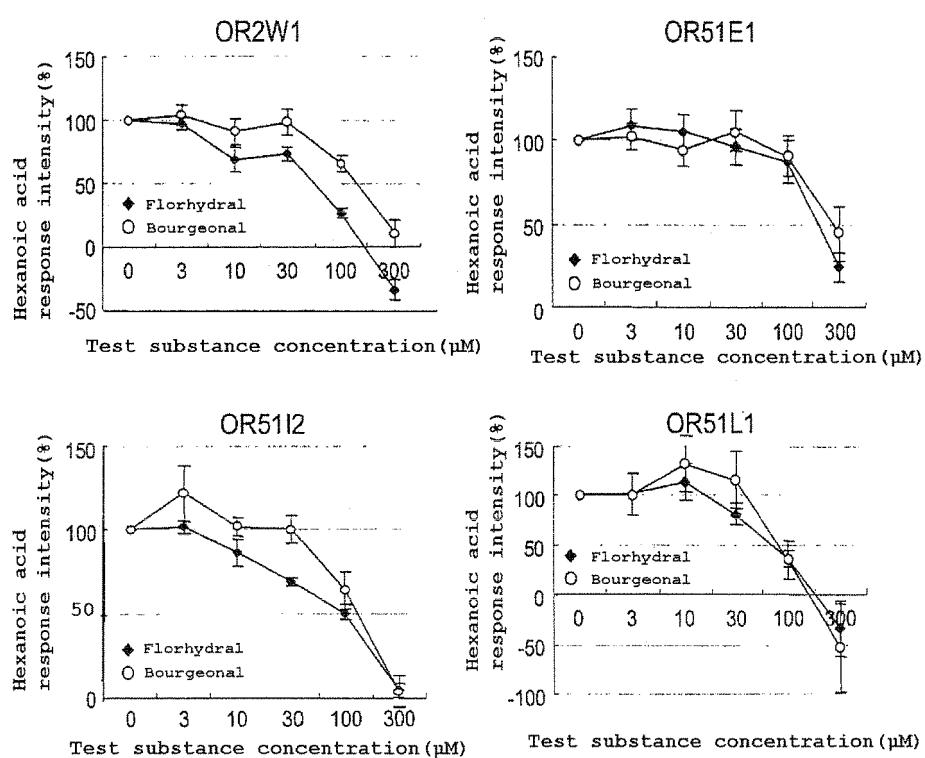 OR2W1
Hexanoic acid
response intensity(%)
150
100
50
0
-50
Florhydral
Bourgeonal
0 3 10 30 100 300
Test substance concentration(µM)
OR51E1
Hexanoic acid
response intensity(%)
150
100
50
0
Florhydral
Bourgeonal
0 3 10 30 100 300
Test substance concentration(µM)
OR51I2
Hexanoic acid
response intensity(%)
150
100
50
0
Florhydral
Bourgeonal
0 3 10 30 100 300
Test substance concentration(µM)
OR51L1
Hexanoic acid
response intensity(%)
150
100
50
0
-50
-100
Florhydral
Bourgeonal
0 3 10 30 100 300
Test substance concentration(µM)